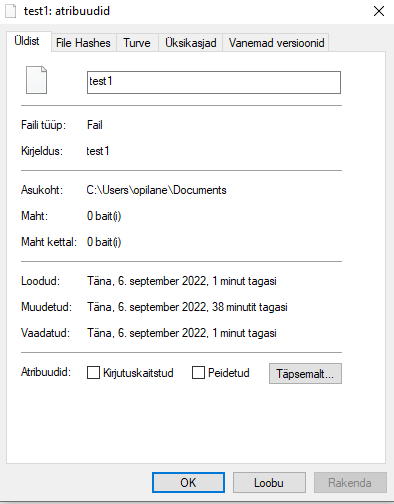 test1: atribuudid
Üldist File Hashes Turve Üksikasjad Vanemad versioonid
test1
Faili tüüp: Fail
Kirjeldus: test1
Asukoht: C:\Users\opilane\Documents
Maht: 0 bait(i)
Maht kettal: 0 bait(i)
Loodud: Täna, 6. september 2022, 1 minut tagasi
Muudetud: Täna, 6. september 2022, 38 minutit tagasi
Vaadatud: Täna, 6. september 2022, 1 minut tagasi
Atribuudid: Kirjutuskaitstud Peidetud Täpsemalt...
OK Loobu Rakenda